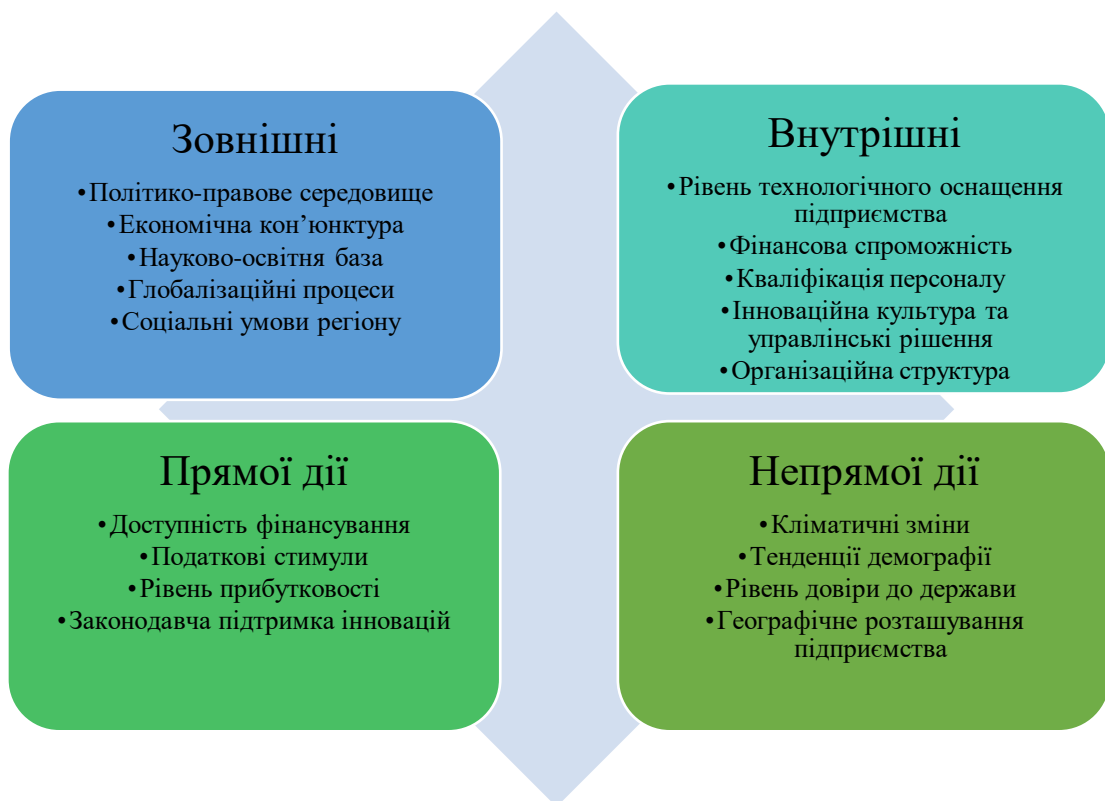 Зовнішні
•Політико-правове середовище
•Економічна кон’юнктура
•Науково-освітня база
•Глобалізаційні процеси
•Соціальні умови регіону
Внутрішні
•Рівень технологічного оснащення
підприємства
•Фінансова спроможність
•Кваліфікація персоналу
•Інноваційна культура та
управлінські рішення
•Організаційна структура
Прямої дії
•Доступність фінансування
•Податкові стимули
•Рівень прибутковості
•Законодавча підтримка інновацій
Непрямої дії
•Кліматичні зміни
•Тенденції демографії
•Рівень довіри до держави
•Географічне розташування
підприємства